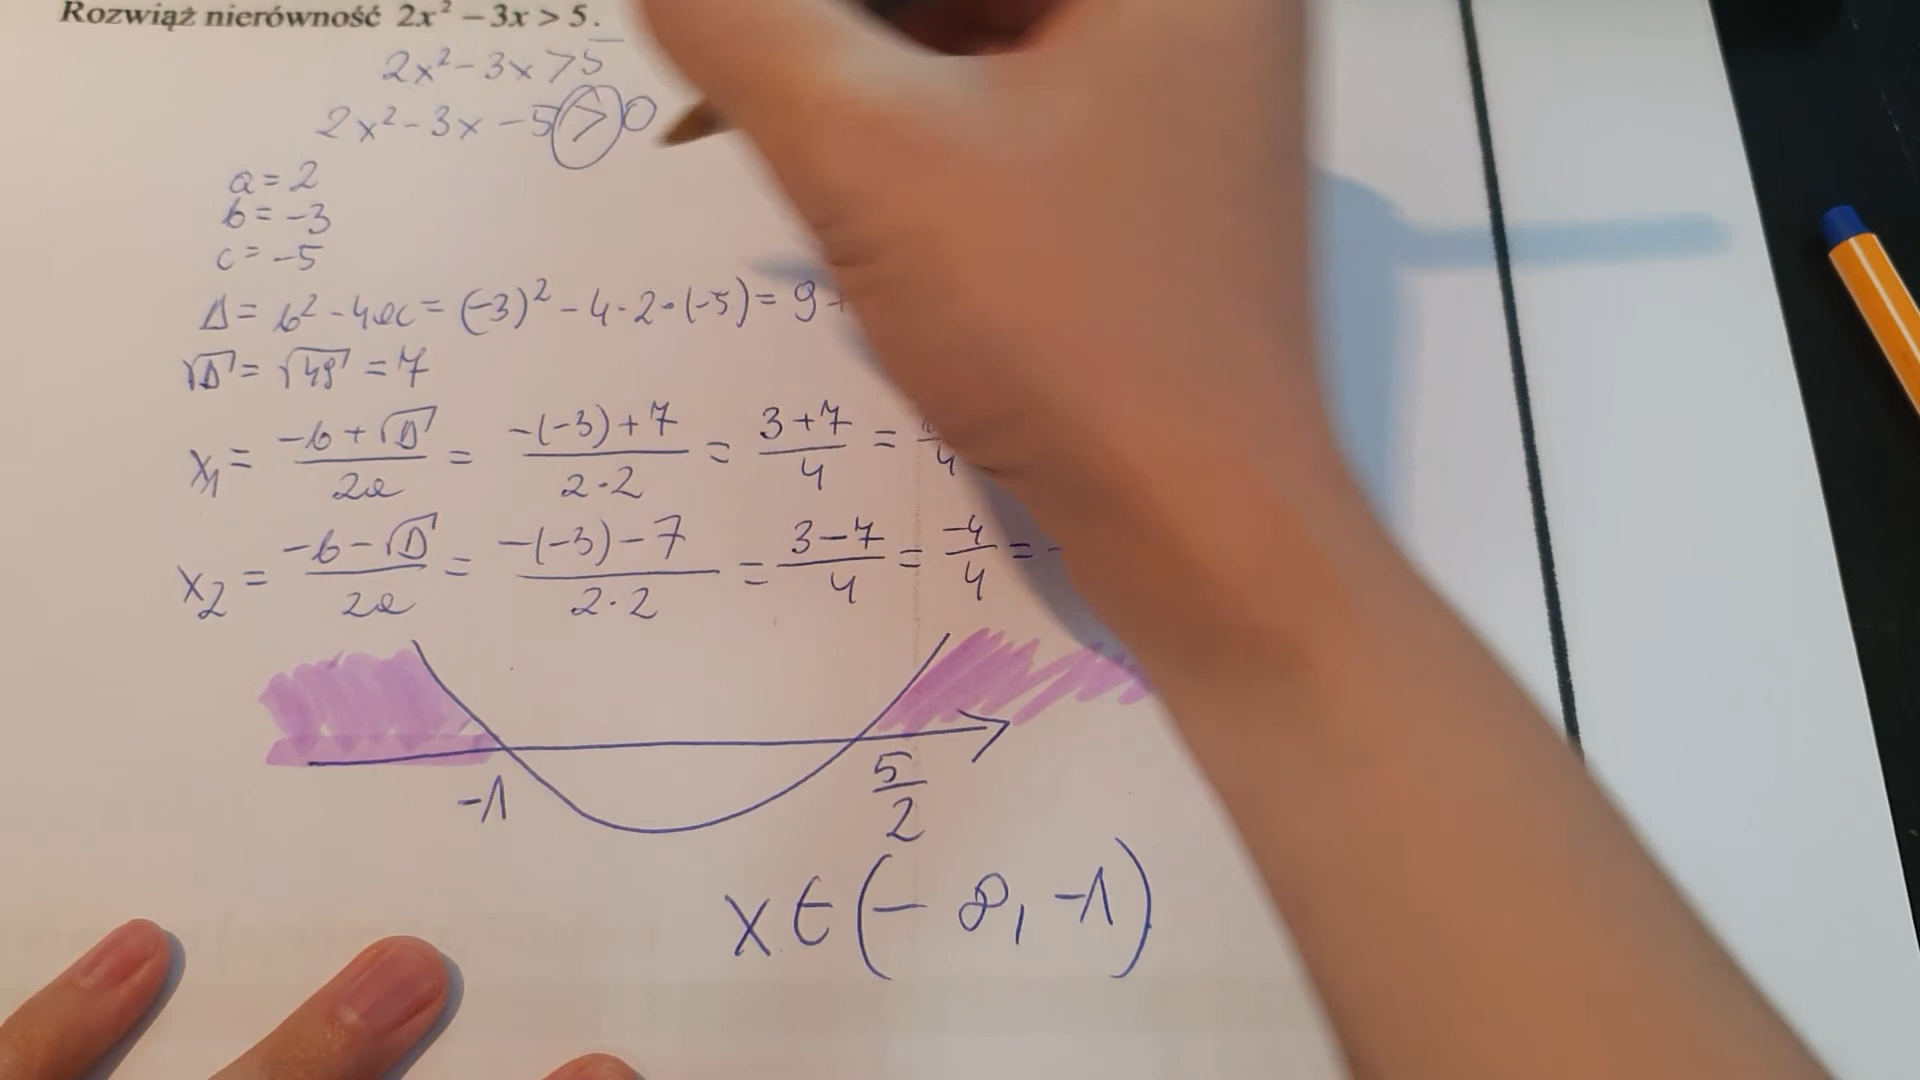 Rozwiąż nierówność 2x² − 3x > 5.
2x² − 3x > 5
2x² − 3x − 5 > 0
a = 2
b = −3
c = −5
Δ = b² − 4ac = (−3)² − 4·2·(−5) = 9 +
√Δ = √49 = 7
x₁ = (−b + √Δ)/(2a) = (−(−3) + 7)/(2·2) = (3 + 7)/4 =
x₂ = (−b − √Δ)/(2a) = (−(−3) − 7)/(2·2) = (3 − 7)/4 = (−4)/4 = −
−1
5/2
x ∈ (−∞, −1)